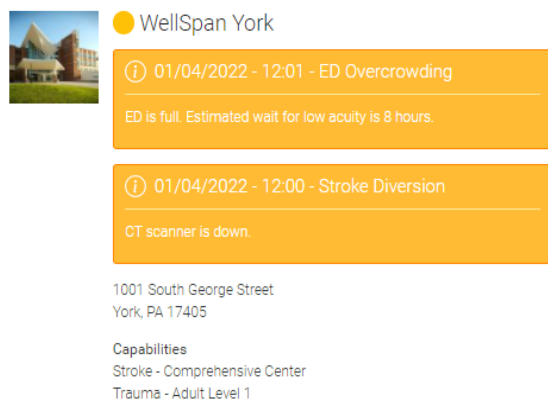 WellSpan York
01/04/2022 - 12:01 - ED Overcrowding
ED is full. Estimated wait for low acuity is 8 hours.
01/04/2022 - 12:00 - Stroke Diversion
CT scanner is down.
1001 South George Street
York, PA 17405
Capabilities
Stroke - Comprehensive Center
Trauma - Adult Level 1